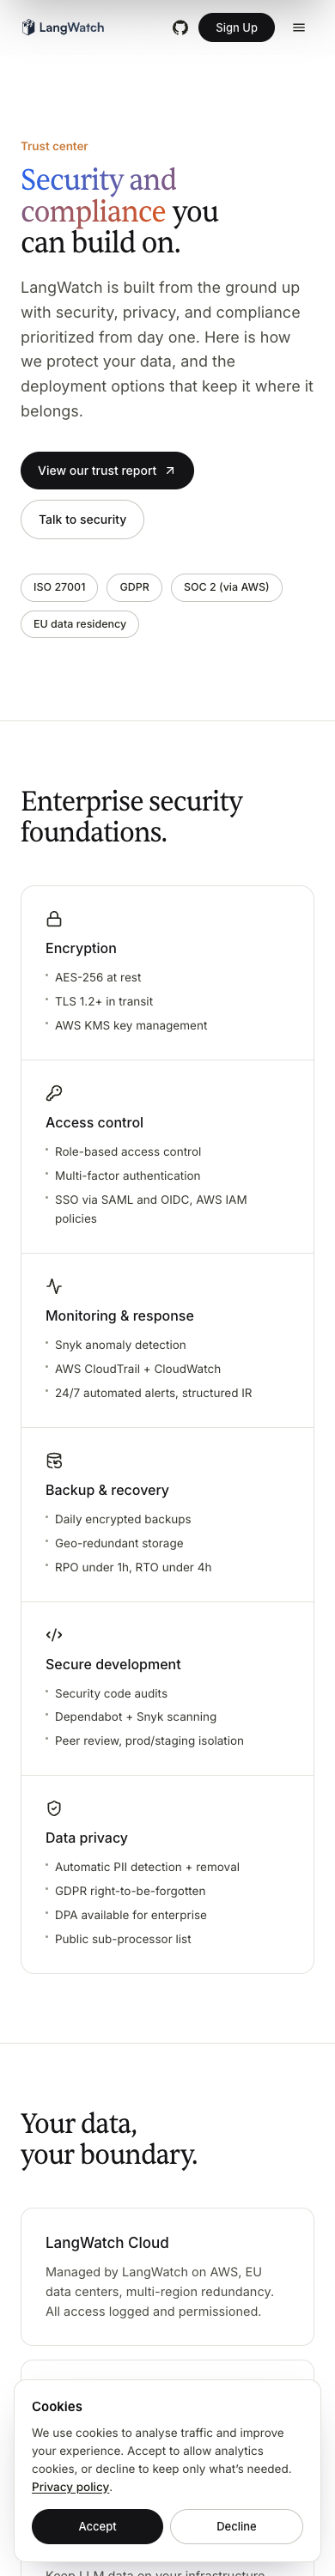 LangWatch
Sign Up
Trust center
Security and
compliance you
can build on.
LangWatch is built from the ground up
with security, privacy, and compliance
prioritized from day one. Here is how
we protect your data, and the
deployment options that keep it where it
belongs.
View our trust report
Talk to security
ISO 27001
GDPR
SOC 2 (via AWS)
EU data residency
Enterprise security
foundations.
Encryption
AES-256 at rest
TLS 1.2+ in transit
AWS KMS key management
Access control
Role-based access control
Multi-factor authentication
SSO via SAML and OIDC, AWS IAM
policies
Monitoring & response
Snyk anomaly detection
AWS CloudTrail + CloudWatch
24/7 automated alerts, structured IR
Backup & recovery
Daily encrypted backups
Geo-redundant storage
RPO under 1h, RTO under 4h
Secure development
Security code audits
Dependabot + Snyk scanning
Peer review, prod/staging isolation
Data privacy
Automatic PII detection + removal
GDPR right-to-be-forgotten
DPA available for enterprise
Public sub-processor list
Your data,
your boundary.
LangWatch Cloud
Managed by LangWatch on AWS, EU
data centers, multi-region redundancy.
All access logged and permissioned.
Cookies
We use cookies to analyse traffic and improve
your experience. Accept to allow analytics
cookies, or decline to keep only what's needed.
Privacy policy.
Accept
Decline
Keep LLM data on your infrastructure